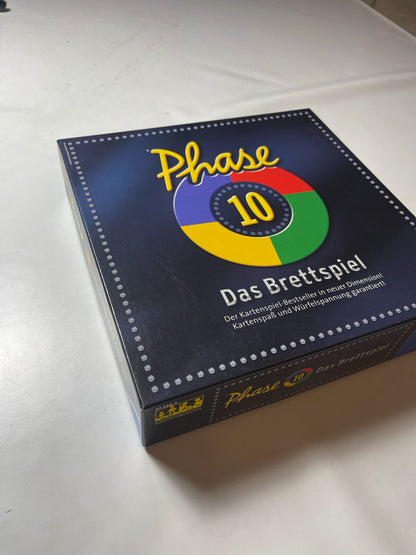 Phase
10
Das Brettspiel
Der Kartenspiel-Bestseller in neuer Dimension!
Kartenspaß und Würfelspannung garantiert!
Phase 10 Das Brettspiel